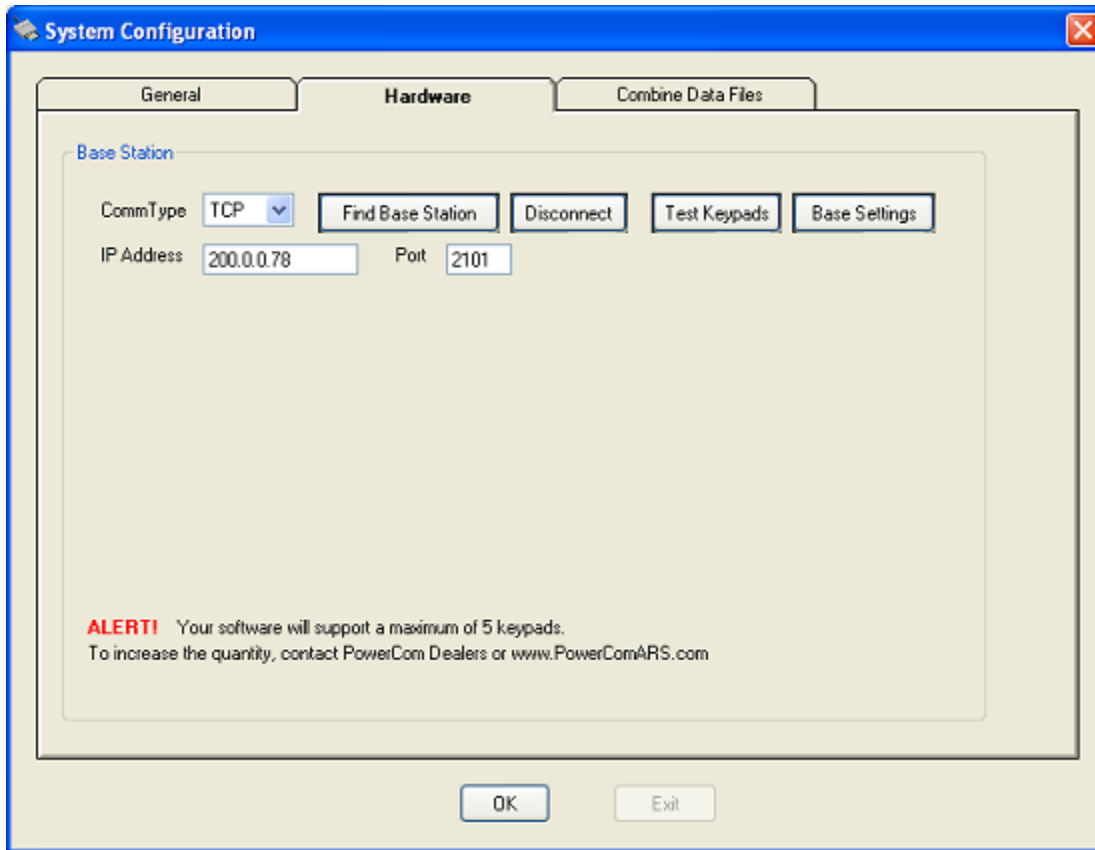 System Configuration
General Hardware Combine Data Files
Base Station
CommType TCP Find Base Station Disconnect Test Keypads Base Settings
IP Address 200.0.0.78 Port 2101
ALERT! Your software will support a maximum of 5 keypads.
To increase the quantity, contact PowerCom Dealers or www.PowerComARS.com
OK Exit